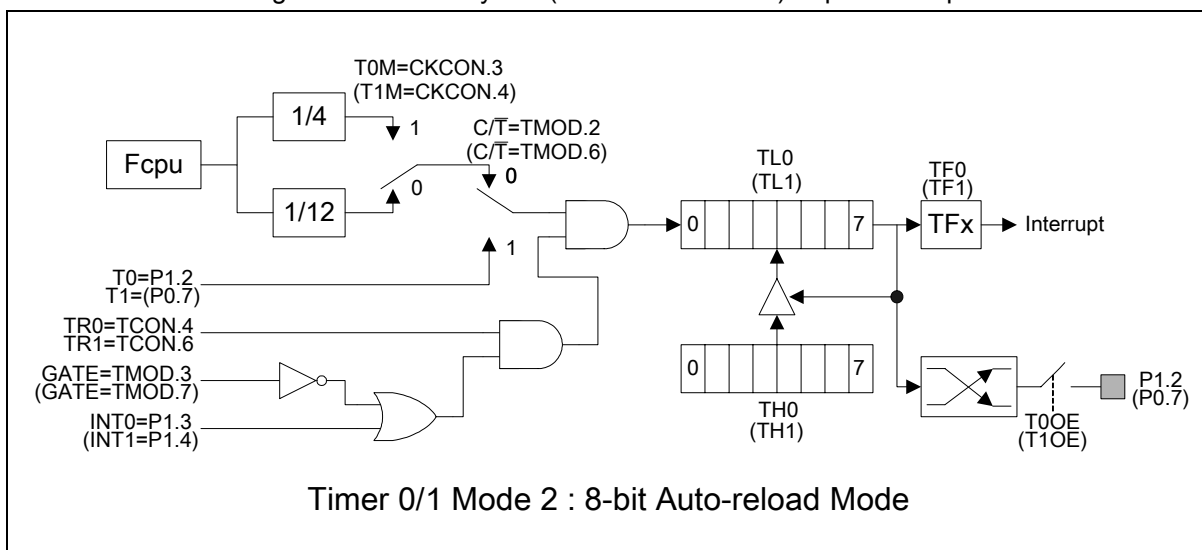 T0M=CKCON.3
(T1M=CKCON.4)
1/4
1
C/T̅=TMOD.2
(C/T̅=TMOD.6)
Fcpu
0
0
1/12
1
TL0
(TL1)
0
7
TF0
(TF1)
TFx
Interrupt
T0=P1.2
T1=(P0.7)
TR0=TCON.4
TR1=TCON.6
GATE=TMOD.3
(GATE=TMOD.7)
INT0=P1.3
(INT1=P1.4)
0
7
TH0
(TH1)
T0OE
(T1OE)
P1.2
(P0.7)
Timer 0/1 Mode 2 : 8-bit Auto-reload Mode